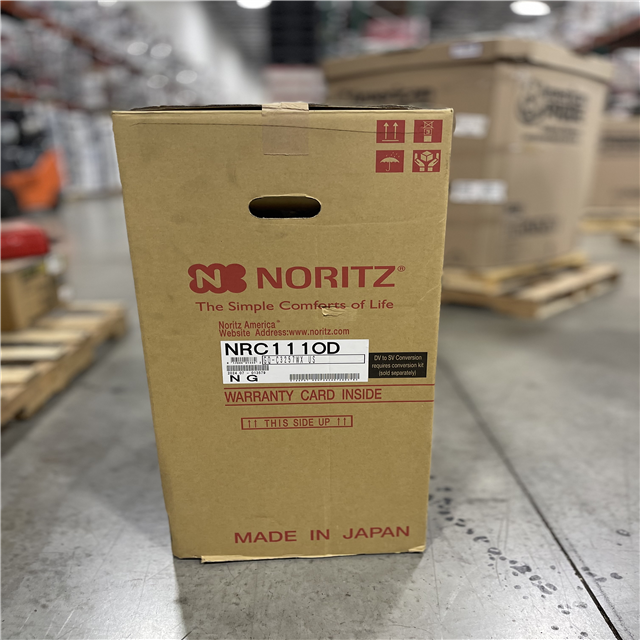 NORITZ®
The Simple Comforts of Life
Noritz America™
Website Address:www.noritz.com
NRC1110D
DV to SV Conversion
requires conversion kit
(sold separately)
NG
WARRANTY CARD INSIDE
THIS SIDE UP
MADE IN JAPAN